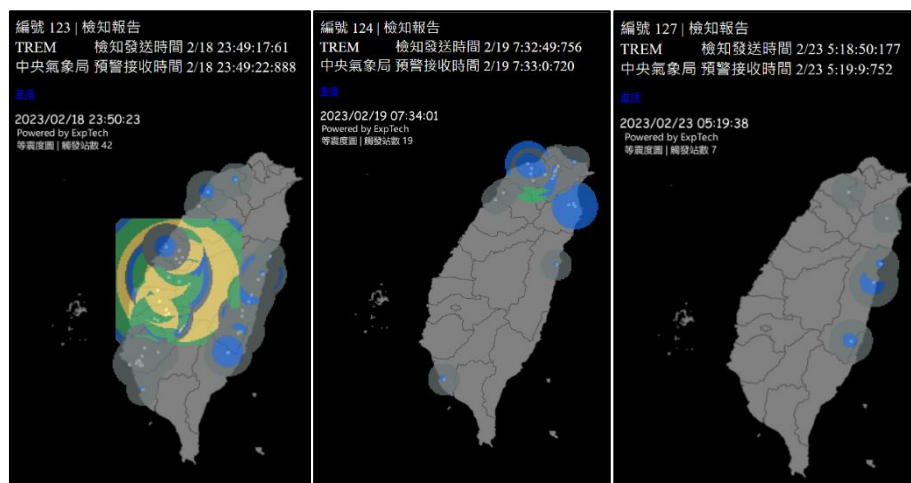 編號 123 | 檢知報告
TREM 檢知發送時間 2/18 23:49:17:61
中央氣象局 預警接收時間 2/18 23:49:22:888
重播
2023/02/18 23:50:23
Powered by ExpTech
等震度圖 | 觸發站數 42
編號 124 | 檢知報告
TREM 檢知發送時間 2/19 7:32:49:756
中央氣象局 預警接收時間 2/19 7:33:0:720
重播
2023/02/19 07:34:01
Powered by ExpTech
等震度圖 | 觸發站數 19
編號 127 | 檢知報告
TREM 檢知發送時間 2/23 5:18:50:177
中央氣象局 預警接收時間 2/23 5:19:9:752
重播
2023/02/23 05:19:38
Powered by ExpTech
等震度圖 | 觸發站數 7